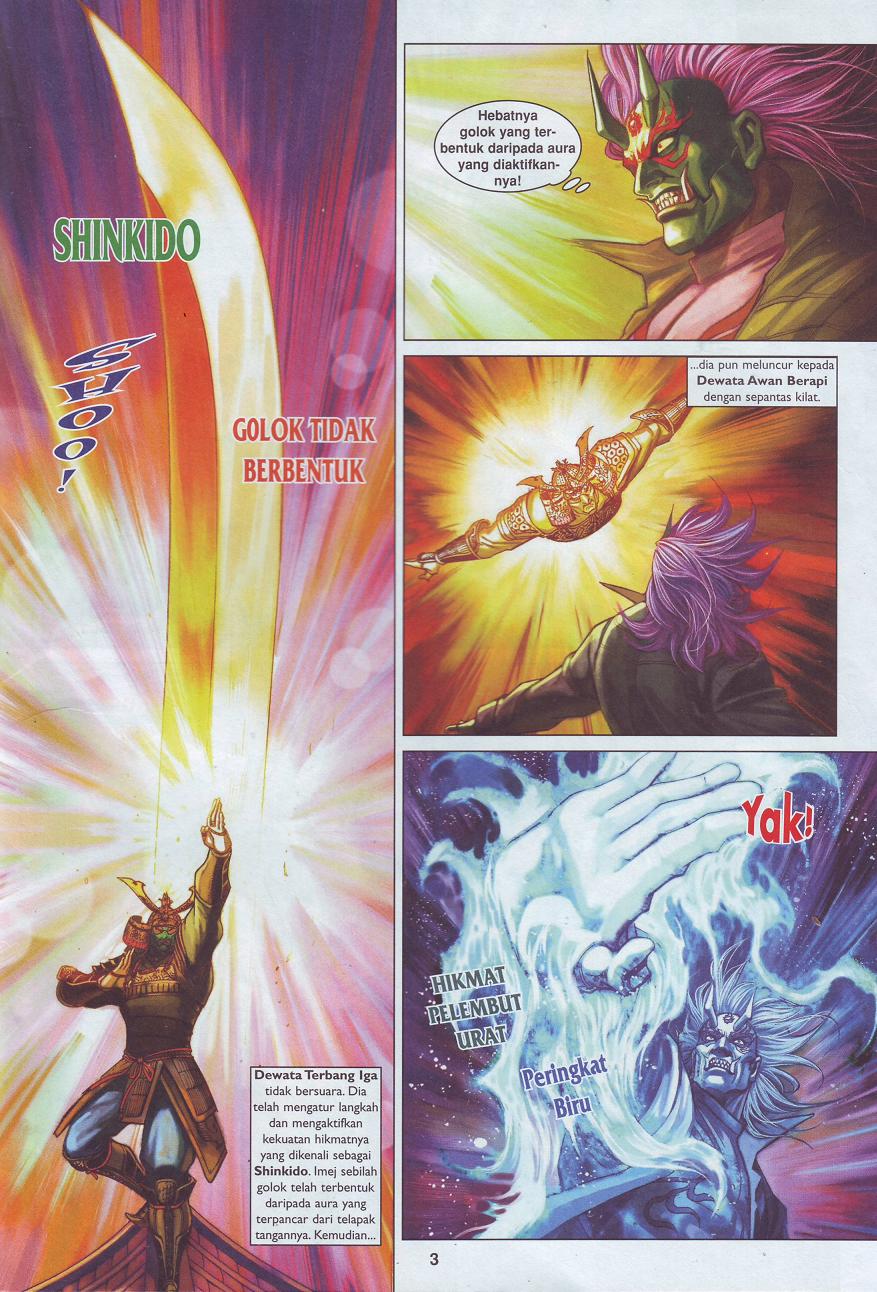 SHINKIDO
SHOO!
GOLOK TIDAK
BERBENTUK
Dewata Terbang Iga
tidak bersuara. Dia
telah mengatur langkah
dan mengaktifkan
kekuatan hikmatnya
yang dikenali sebagai
Shinkido. Imej sebilah
golok telah terbentuk
daripada aura yang
terpancar dari telapak
tangannya. Kemudian...
Hebatnya
golok yang ter-
bentuk daripada aura
yang diaktifkan-
nya!
...dia pun meluncur kepada
Dewata Awan Berapi
dengan sepantas kilat.
Yak!
HIKMAT
PELEMBUT
URAT
Peringkat
Biru
3